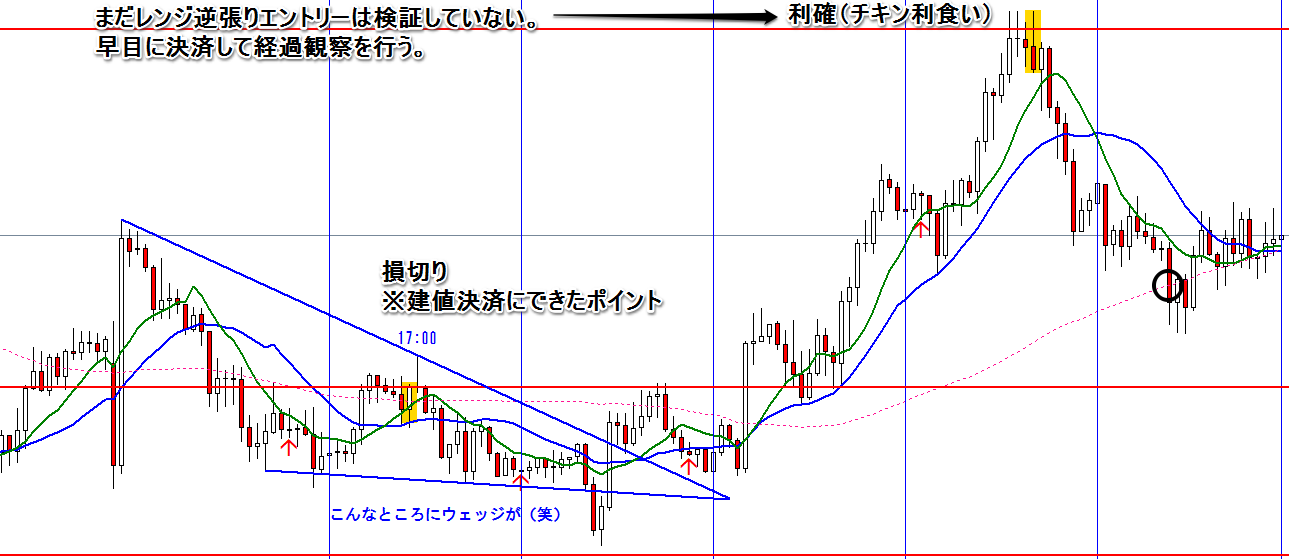 まだレンジ逆張りエントリーは検証していない。
早目に決済して経過観察を行う。
利確（チキン利食い）
損切り
※建値決済にできたポイント
17:00
こんなところにウェッジが（笑）